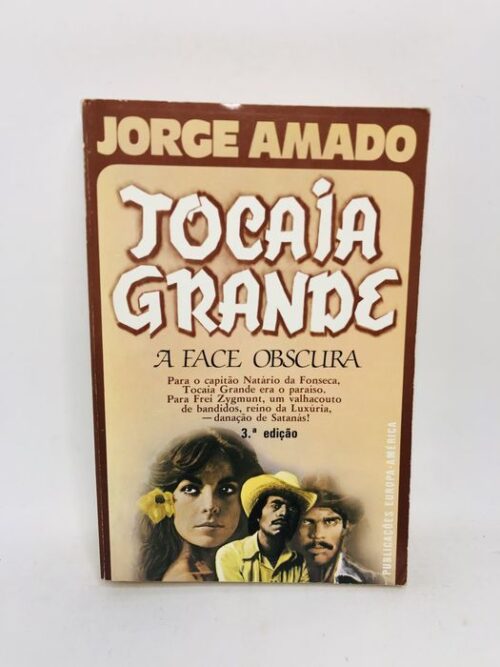 JORGE AMADO
TOCAIA
GRANDE
A FACE OBSCURA
Para o capitão Natário da Fonseca,
Tocaia Grande era o paraíso.
Para Frei Zygmunt, um valhacouto
de bandidos, reino da Luxúria,
—danação de Satanás!
3.ª edição
PUBLICAÇÕES EUROPA-AMÉRICA